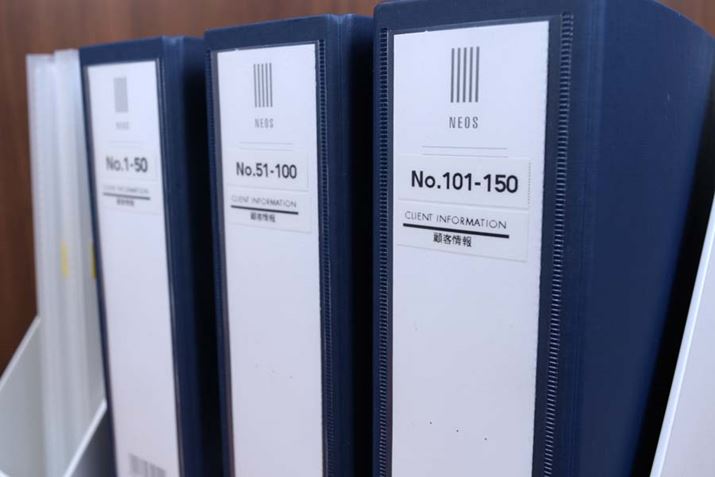 NEOS
No.1-50
CLIENT INFORMATION
顧客情報
NEOS
No.51-100
CLIENT INFORMATION
顧客情報
NEOS
No.101-150
CLIENT INFORMATION
顧客情報